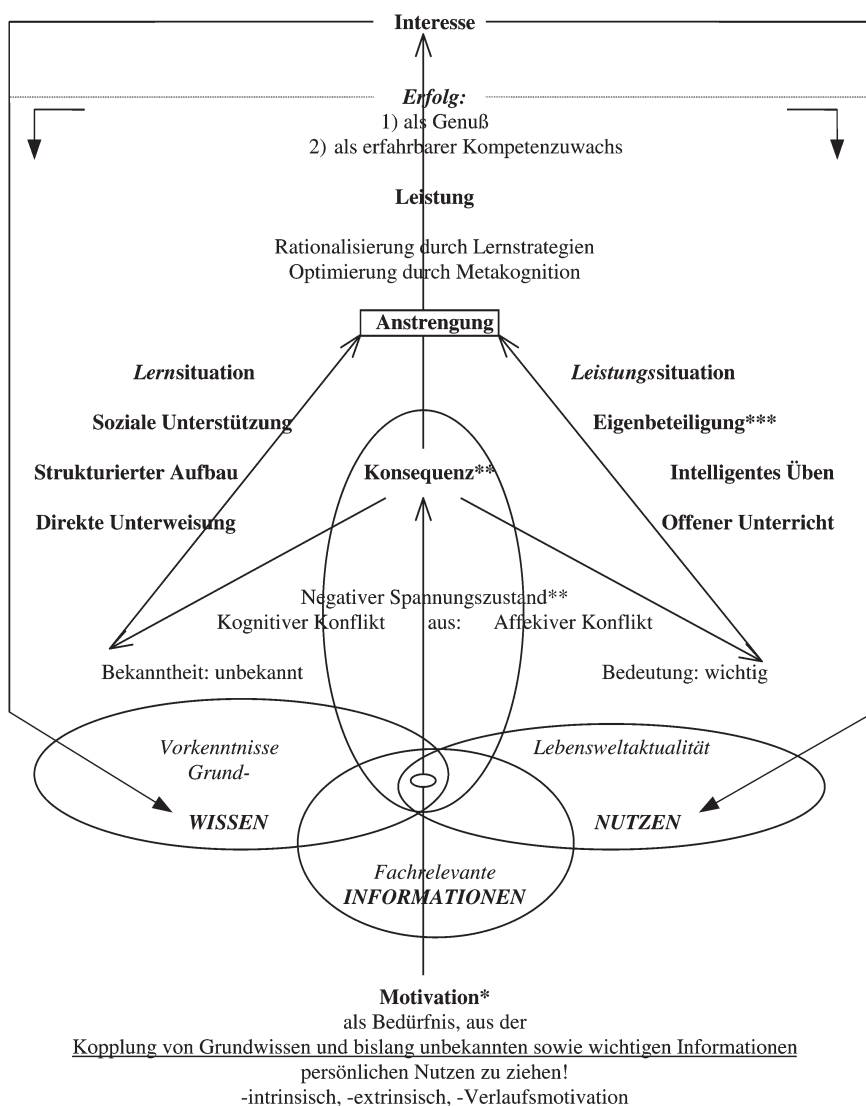 Interesse
Erfolg:
1) als Genuß
2) als erfahrbarer Kompetenzuwachs
Leistung
Rationalisierung durch Lernstrategien
Optimierung durch Metakognition
Anstrengung
Lernsituation
Leistungssituation
Soziale Unterstützung
Eigenbeteiligung***
Strukturierter Aufbau
Konsequenz**
Intelligentes Üben
Direkte Unterweisung
Offener Unterricht
Negativer Spannungszustand**
Kognitiver Konflikt aus: Affekiver Konflikt
Bekanntheit: unbekannt
Bedeutung: wichtig
Vorkenntnisse
Grund-
WISSEN
Lebensweltaktualität
NUTZEN
Fachrelevante
INFORMATIONEN
Motivation*
als Bedürfnis, aus der
Kopplung von Grundwissen und bislang unbekannten sowie wichtigen Informationen
persönlichen Nutzen zu ziehen!
-intrinsisch, -extrinsisch, -Verlaufsmotivation